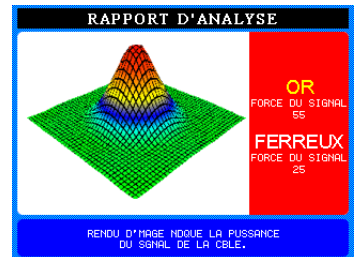 RAPPORT D'ANALYSE
OR
FORCE DU SIGNAL
55
FERREUX
FORCE DU SIGNAL
25
RENDU D'MAGE NDQUE LA PUSSANCE
DU SGNAL DE LA CBLE.